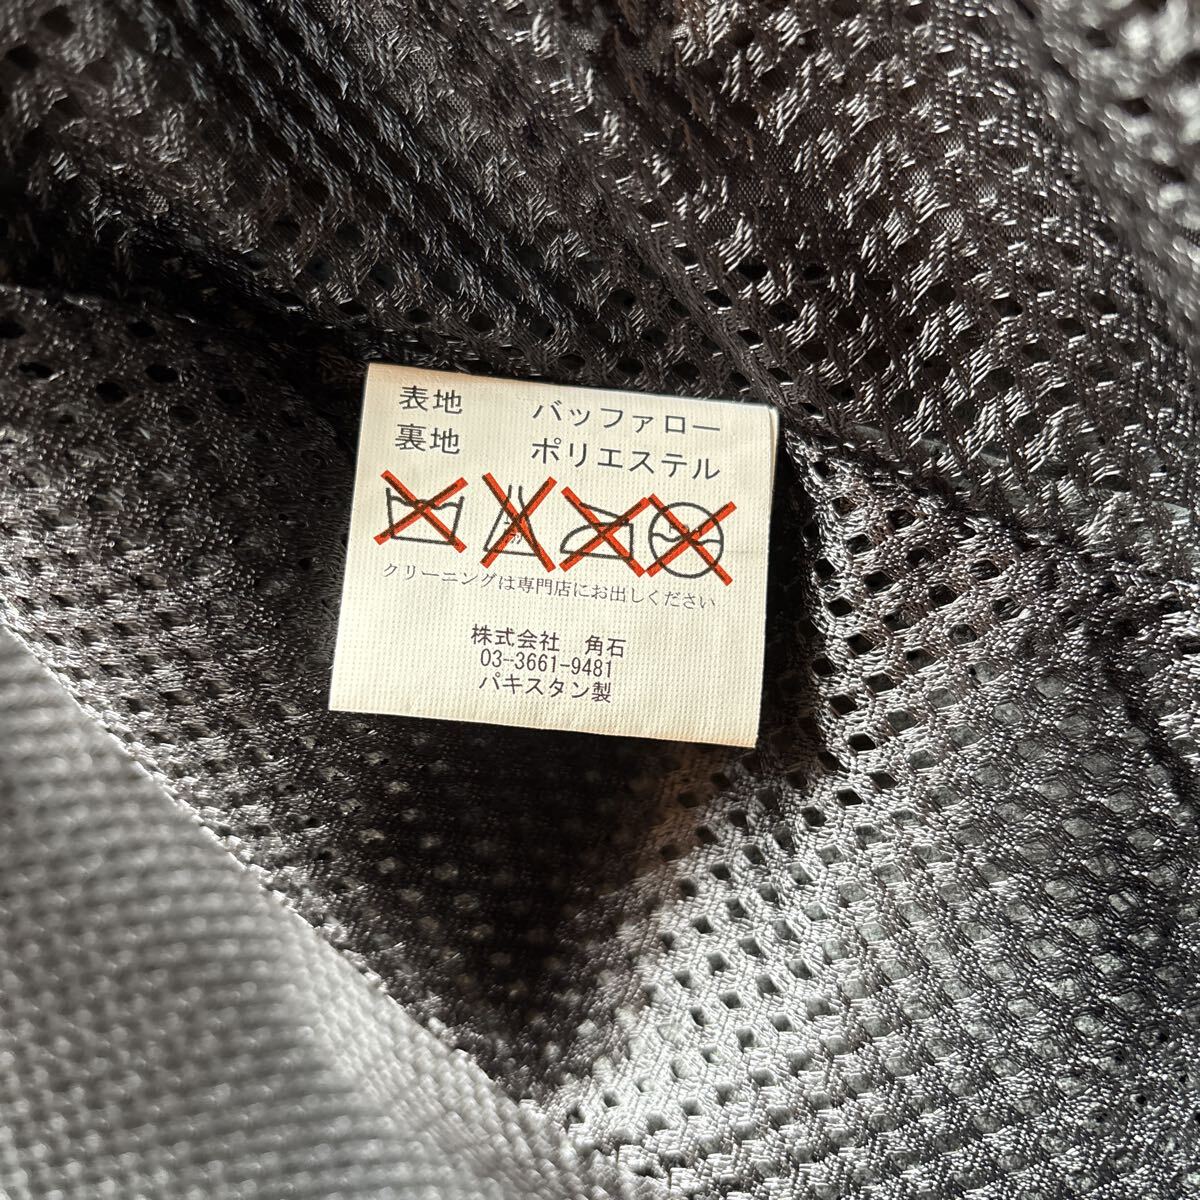 表地 バッファロー
裏地 ポリエステル
クリーニングは専門店にお出しください
株式会社 角石
03-3661-9481
パキスタン製